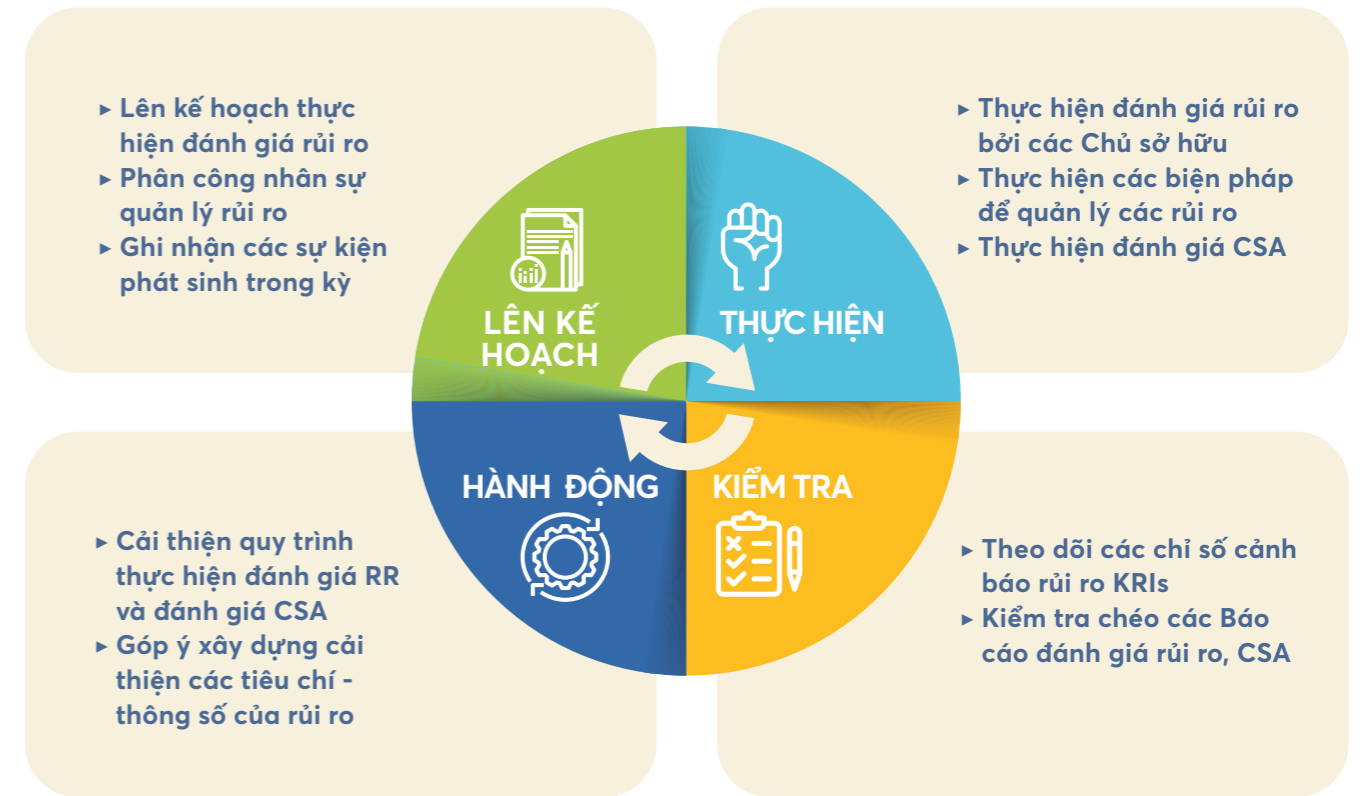 ▸ Lên kế hoạch thực
hiện đánh giá rủi ro
▸ Phân công nhân sự
quản lý rủi ro
▸ Ghi nhận các sự kiện
phát sinh trong kỳ
▸ Thực hiện đánh giá rủi ro
bởi các Chủ sở hữu
▸ Thực hiện các biện pháp
để quản lý các rủi ro
▸ Thực hiện đánh giá CSA
LÊN KẾ
HOẠCH
THỰC HIỆN
HÀNH ĐỘNG
KIỂM TRA
▸ Cải thiện quy trình
thực hiện đánh giá RR
và đánh giá CSA
▸ Góp ý xây dựng cải
thiện các tiêu chí -
thông số của rủi ro
▸ Theo dõi các chỉ số cảnh
báo rủi ro KRIs
▸ Kiểm tra chéo các Báo
cáo đánh giá rủi ro, CSA